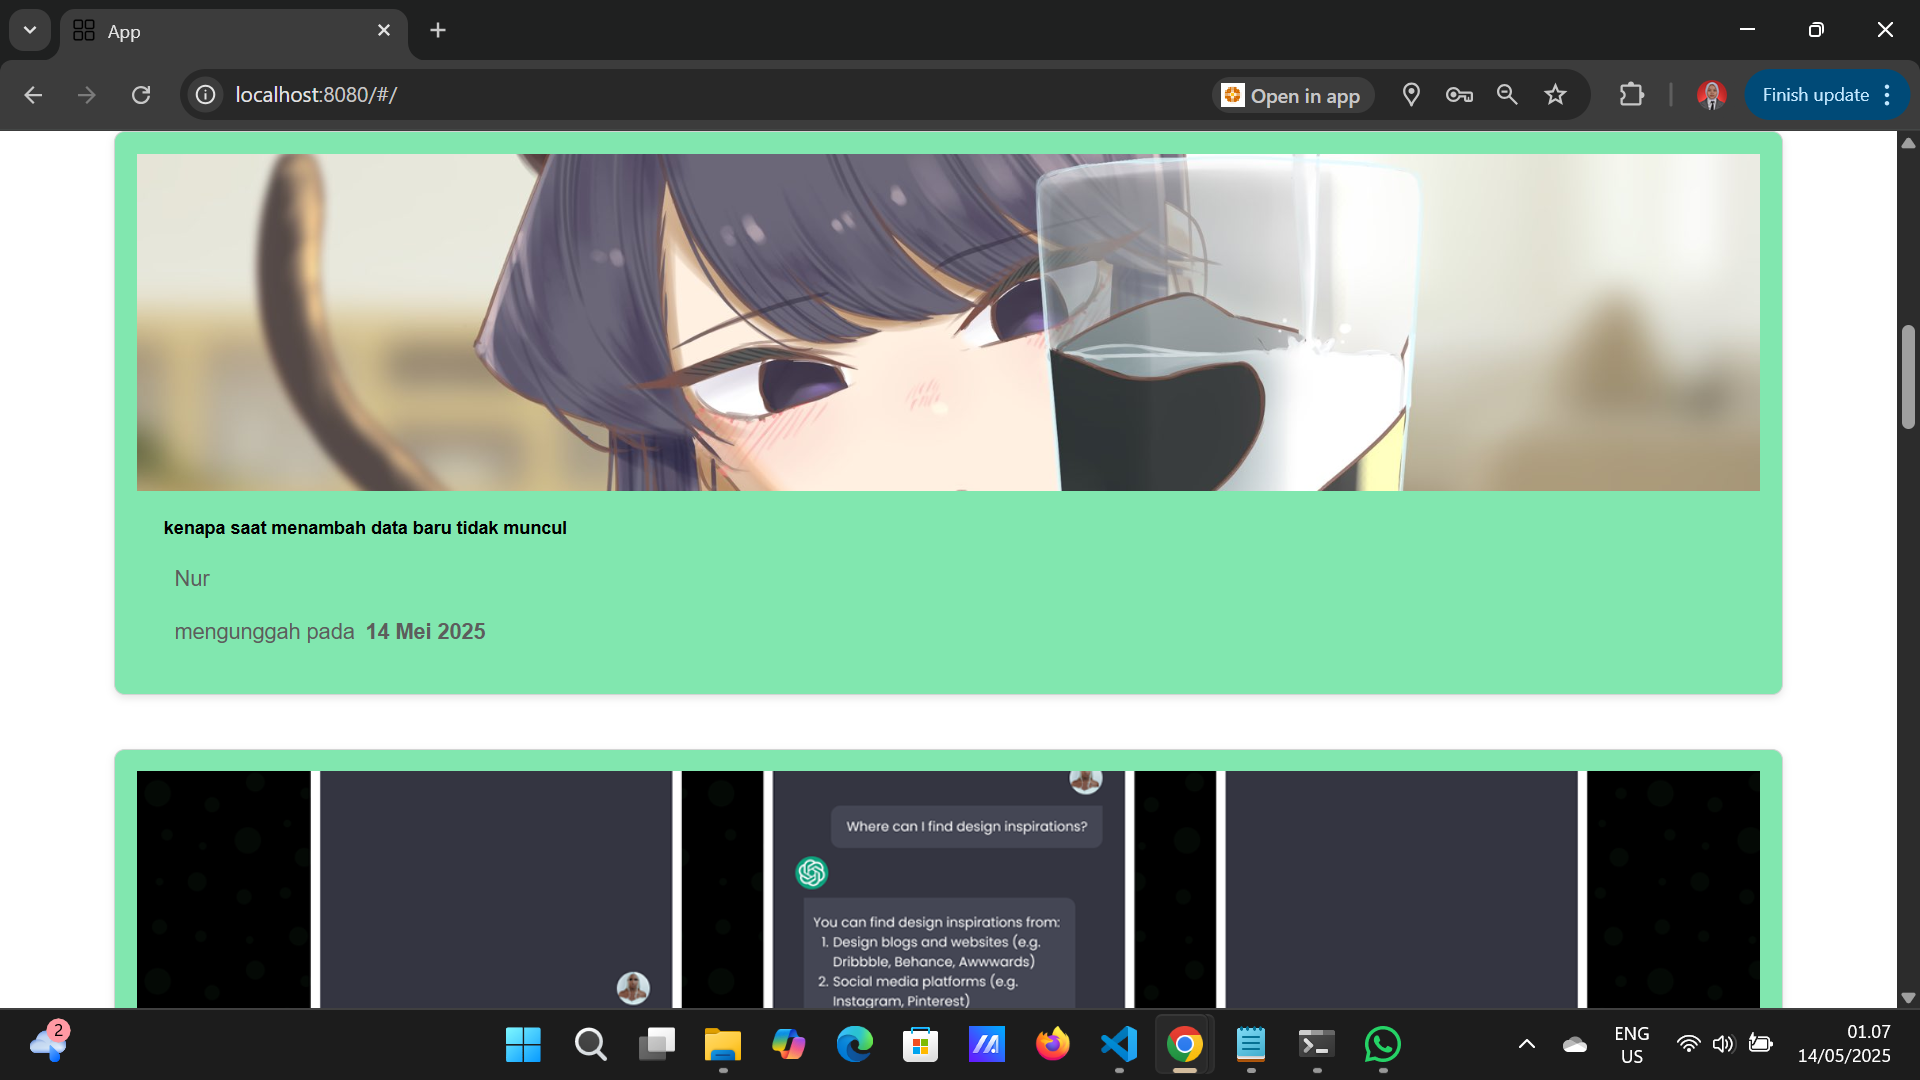 App
localhost:8080/#/
Open in app
Finish update
kenapa saat menambah data baru tidak muncul
Nur
mengunggah pada 14 Mei 2025
Where can I find design inspirations?
You can find design inspirations from:
1. Design blogs and websites (e.g.
Dribbble, Behance, Awwwards)
2. Social media platforms (e.g.
Instagram, Pinterest)
2
ENG
US
01.07
14/05/2025